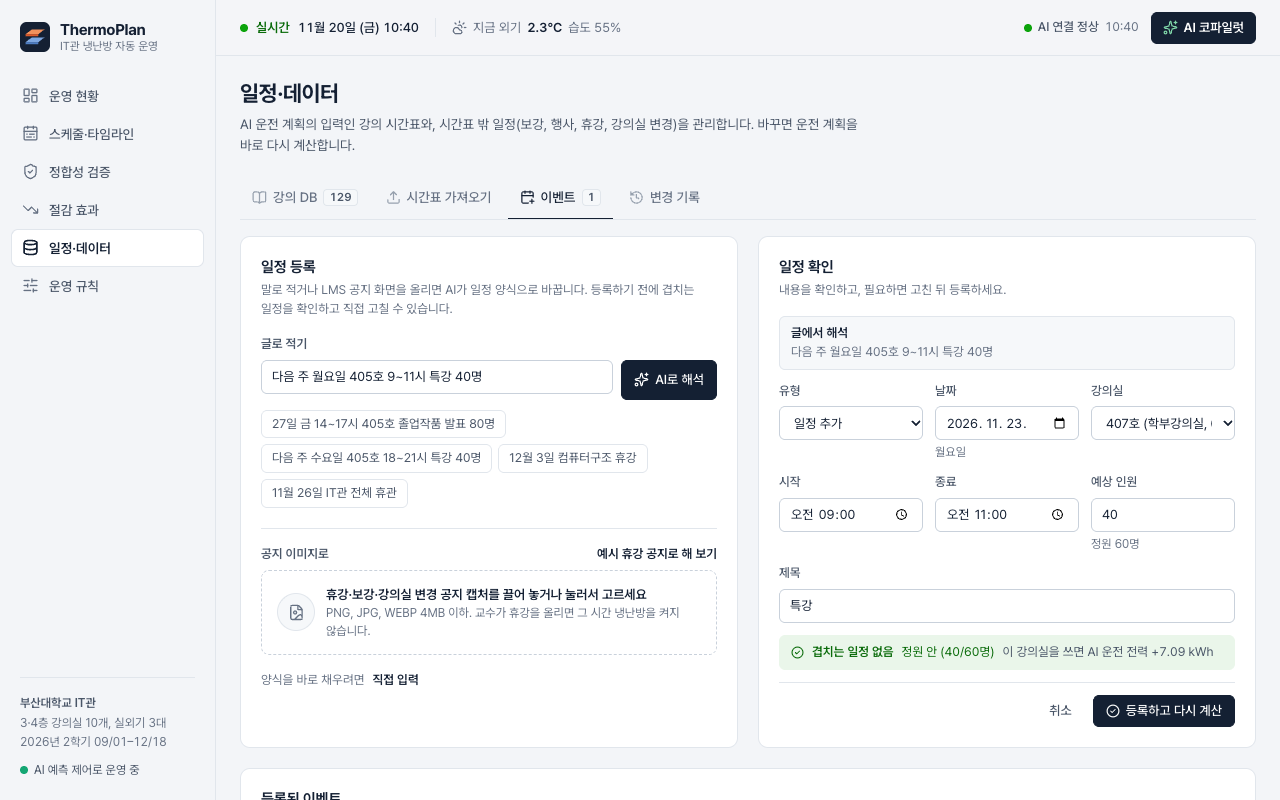 ThermoPlan
IT관 냉난방 자동 운영
운영 현황
스케줄·타임라인
정합성 검증
절감 효과
일정·데이터
운영 규칙
부산대학교 IT관
3·4층 강의실 10개, 실외기 3대
2026년 2학기 09/01–12/18
AI 예측 제어로 운영 중
실시간 11월 20일 (금) 10:40 지금 외기 2.3°C 습도 55%
AI 연결 정상 10:40 AI 코파일럿
일정·데이터
AI 운전 계획의 입력인 강의 시간표와, 시간표 밖 일정(보강, 행사, 휴강, 강의실 변경)을 관리합니다. 바꾸면 운전 계획을
바로 다시 계산합니다.
강의 DB 129 시간표 가져오기 이벤트 1 변경 기록
일정 등록
말로 적거나 LMS 공지 화면을 올리면 AI가 일정 양식으로 바꿉니다. 등록하기 전에 겹치는
일정을 확인하고 직접 고칠 수 있습니다.
글로 적기
다음 주 월요일 405호 9~11시 특강 40명 AI로 해석
27일 금 14~17시 405호 졸업작품 발표 80명
다음 주 수요일 405호 18~21시 특강 40명 12월 3일 컴퓨터구조 휴강
11월 26일 IT관 전체 휴관
공지 이미지로 예시 휴강 공지로 해 보기
휴강·보강·강의실 변경 공지 캡처를 끌어 놓거나 눌러서 고르세요
PNG, JPG, WEBP 4MB 이하. 교수가 휴강을 올리면 그 시간 냉난방을 켜지
않습니다.
양식을 바로 채우려면 직접 입력
일정 확인
내용을 확인하고, 필요하면 고친 뒤 등록하세요.
글에서 해석
다음 주 월요일 405호 9~11시 특강 40명
유형 날짜 강의실
일정 추가 2026. 11. 23. 407호 (학부강의실,
월요일
시작 종료 예상 인원
오전 09:00 오전 11:00 40
정원 60명
제목
특강
겹치는 일정 없음 정원 안 (40/60명) 이 강의실을 쓰면 AI 운전 전력 +7.09 kWh
취소 등록하고 다시 계산
등록된 이벤트